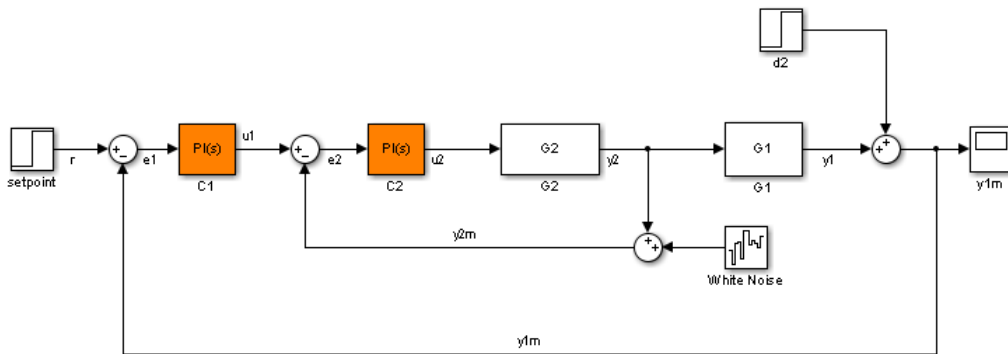 d2
setpoint
r
+
−
e1
PI(s)
C1
u1
+
−
e2
PI(s)
C2
u2
G2
G2
y2
G1
G1
y1
+
+
y1m
y2m
+
+
White Noise
y1m